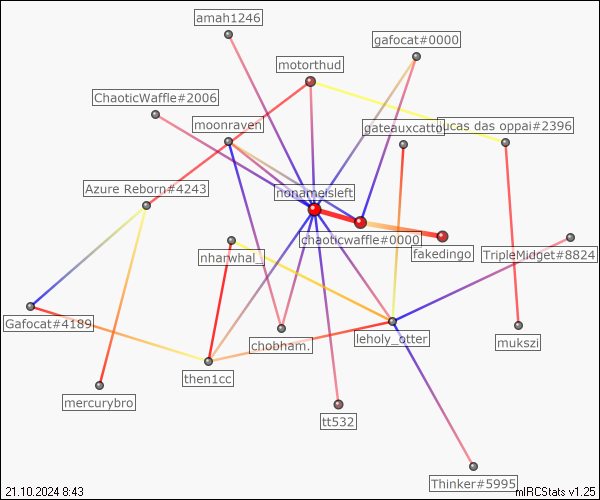 amah1246
gafocat#0000
motorthud
ChaoticWaffle#2006
moonraven
gateauxcatto
ucas das oppai#2396
Azure Reborn#4243
nonameisleft
chaoticwaffle#0000
fakedingo
nharwhal_
TripleMidget#8824
Gafocat#4189
chobham.
leholy_otter
mukszi
then1cc
mercurybro
tt532
Thinker#5995
21.10.2024 8:43
mIRCStats v1.25